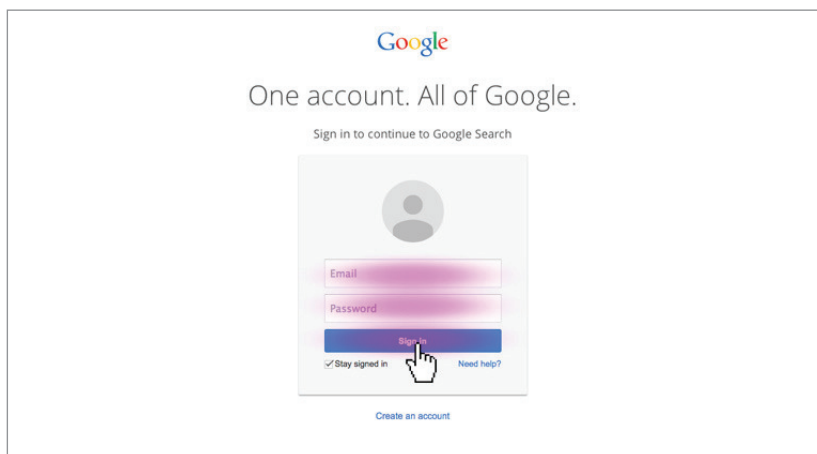 Google
One account. All of Google.
Sign in to continue to Google Search
Email
Password
Sign in
Stay signed in Need help?
Create an account